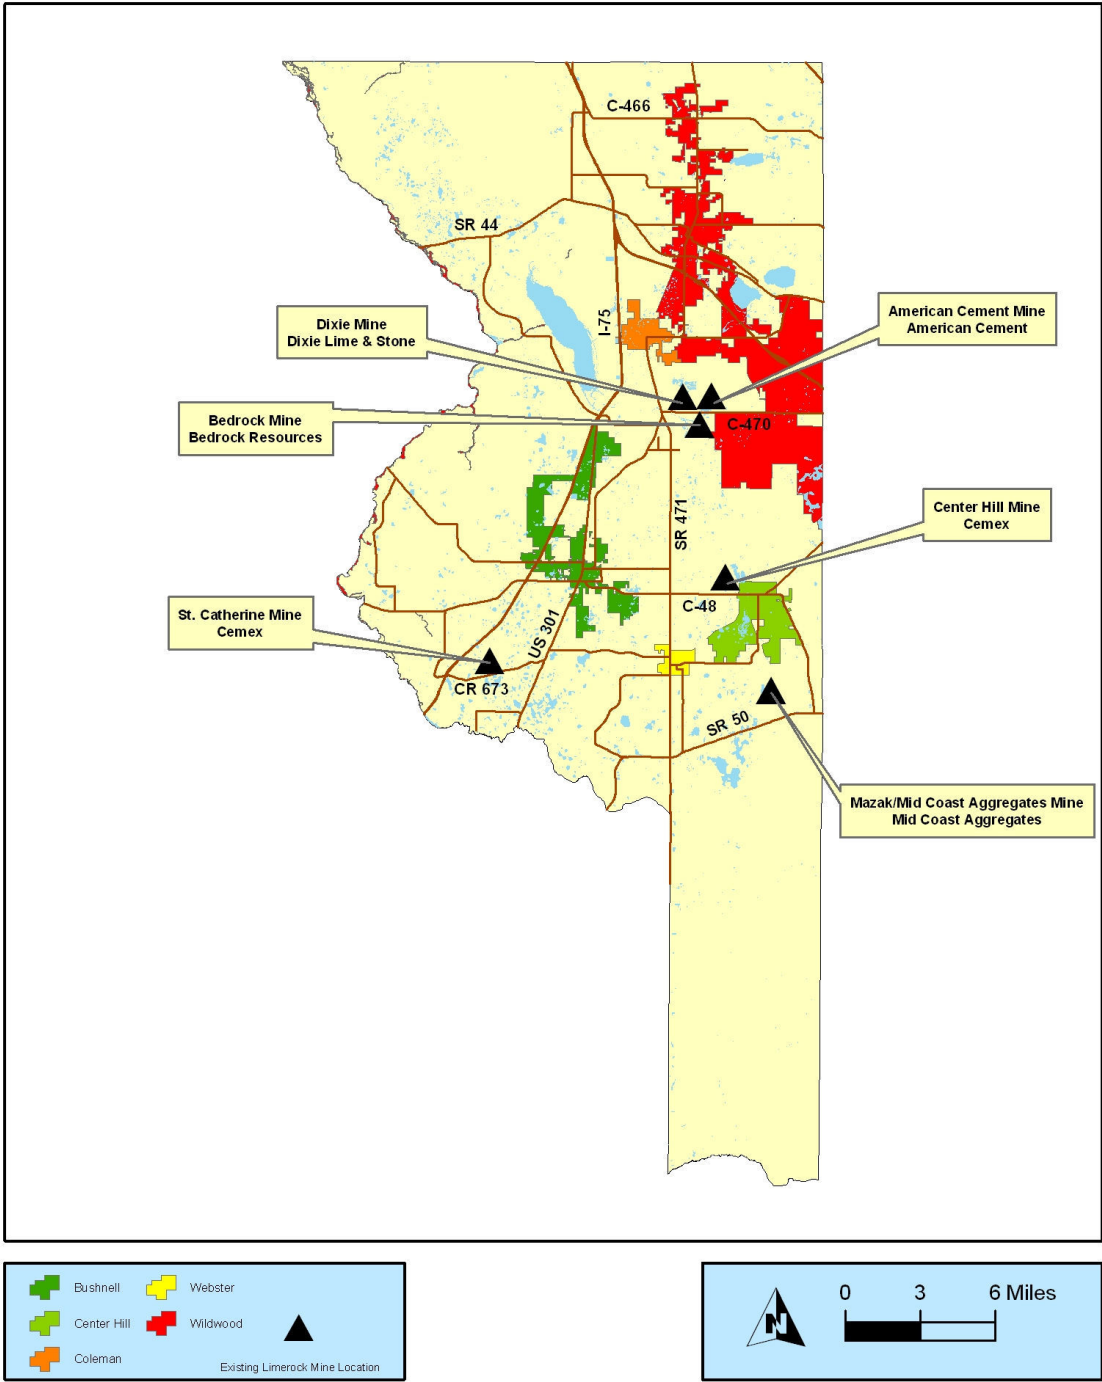 C-466
SR 44
I-75
Dixie Mine
Dixie Lime & Stone
American Cement Mine
American Cement
Bedrock Mine
Bedrock Resources
C-470
SR 471
Center Hill Mine
Cemex
C-48
St. Catherine Mine
Cemex
US 301
CR 673
SR 50
Mazak/Mid Coast Aggregates Mine
Mid Coast Aggregates
Bushnell
Webster
Center Hill
Wildwood
Coleman
Existing Limerock Mine Location
N
0 3 6 Miles